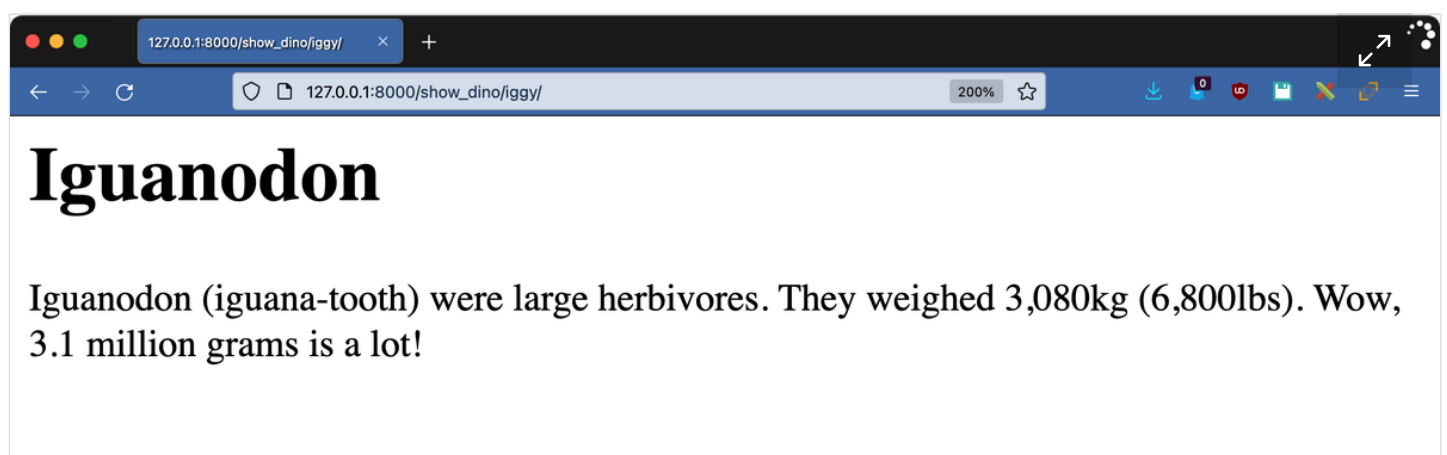 127.0.0.1:8000/show_dino/iggy/
127.0.0.1:8000/show_dino/iggy/ 200% 0
Iguanodon
Iguanodon (iguana-tooth) were large herbivores. They weighed 3,080kg (6,800lbs). Wow,
3.1 million grams is a lot!